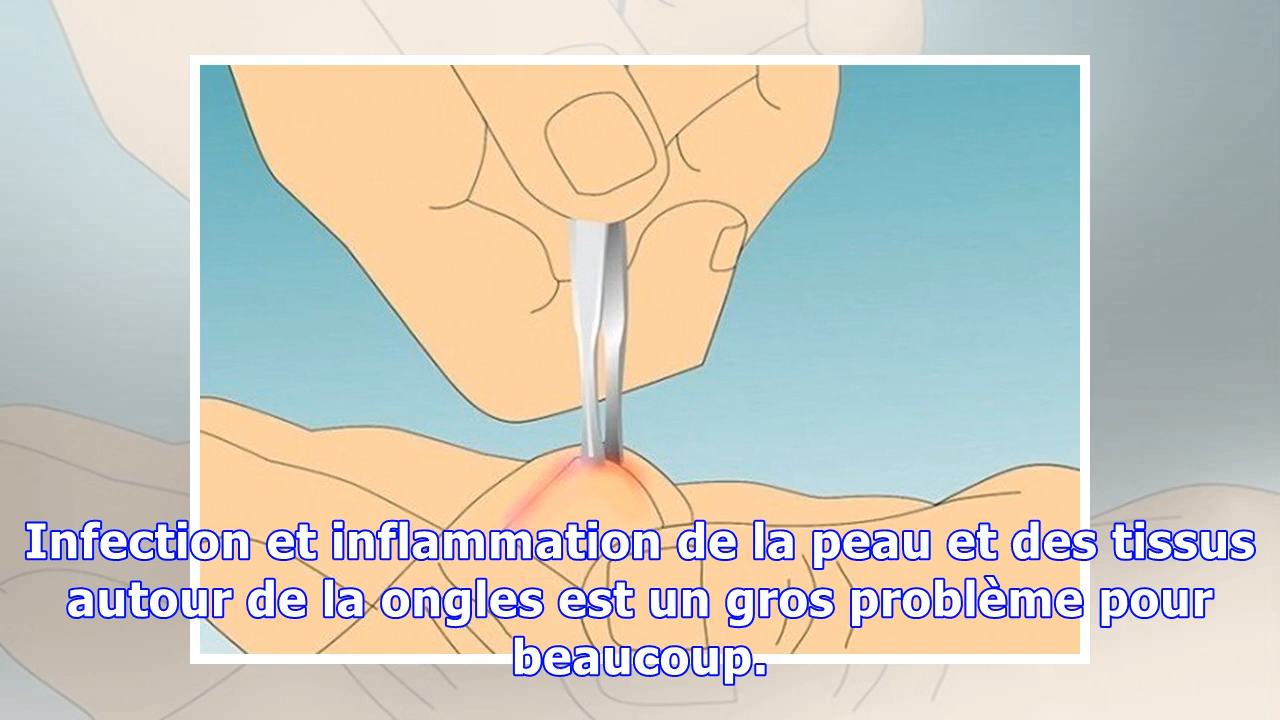 Infection et inflammation de la peau et des tissus
autour de la ongles est un gros problème pour
beaucoup.